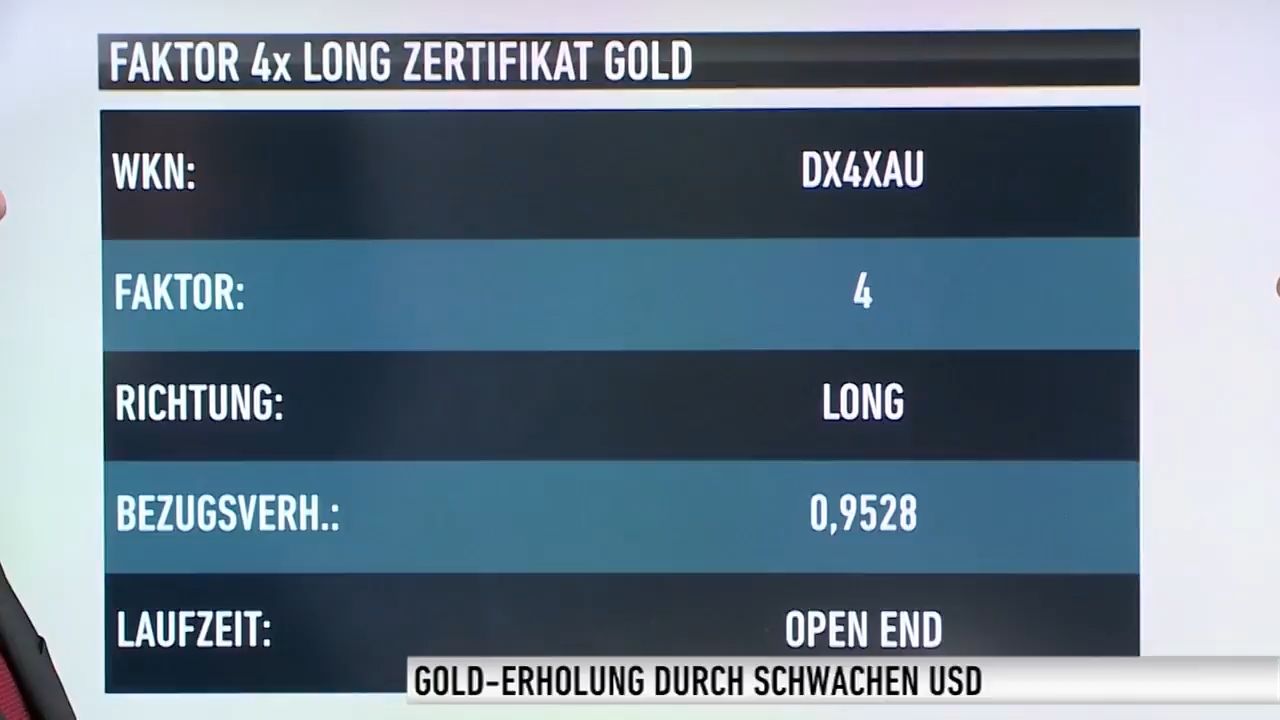 FAKTOR 4x LONG ZERTIFIKAT GOLD
WKN: DX4XAU
FAKTOR: 4
RICHTUNG: LONG
BEZUGSVERH.: 0,9528
LAUFZEIT: OPEN END
GOLD-ERHOLUNG DURCH SCHWACHEN USD